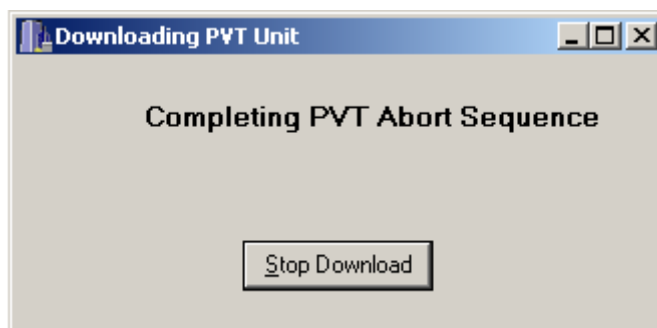 Downloading PVT Unit
Completing PVT Abort Sequence
Stop Download